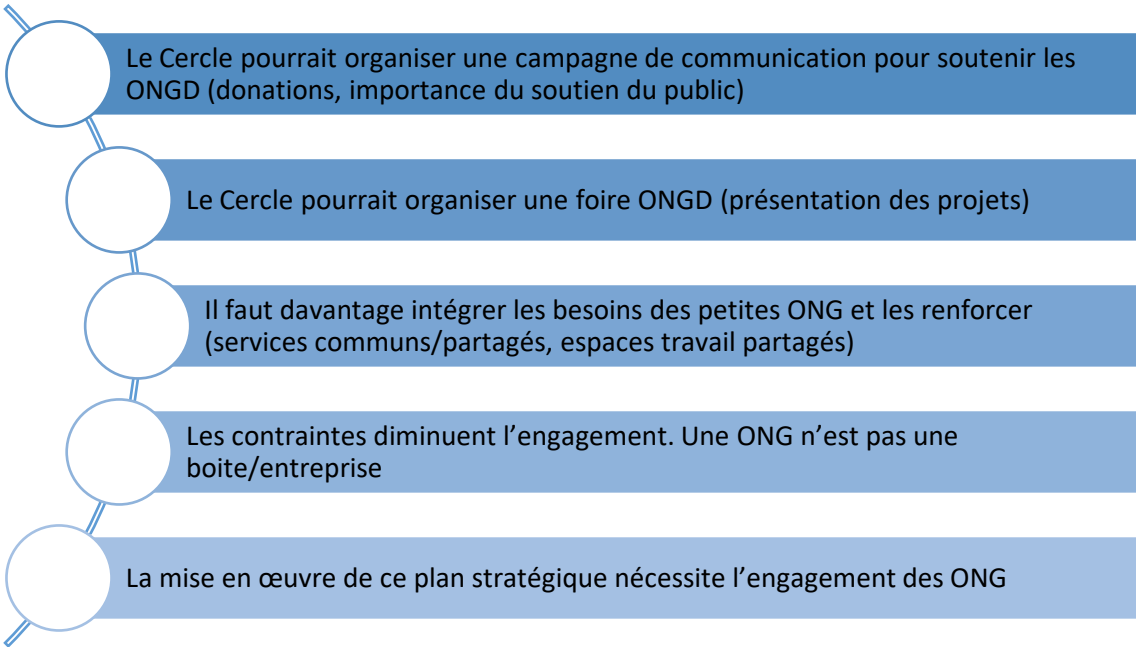 Le Cercle pourrait organiser une campagne de communication pour soutenir les
ONGD (donations, importance du soutien du public)
Le Cercle pourrait organiser une foire ONGD (présentation des projets)
Il faut davantage intégrer les besoins des petites ONG et les renforcer
(services communs/partagés, espaces travail partagés)
Les contraintes diminuent l’engagement. Une ONG n’est pas une
boite/entreprise
La mise en œuvre de ce plan stratégique nécessite l’engagement des ONG